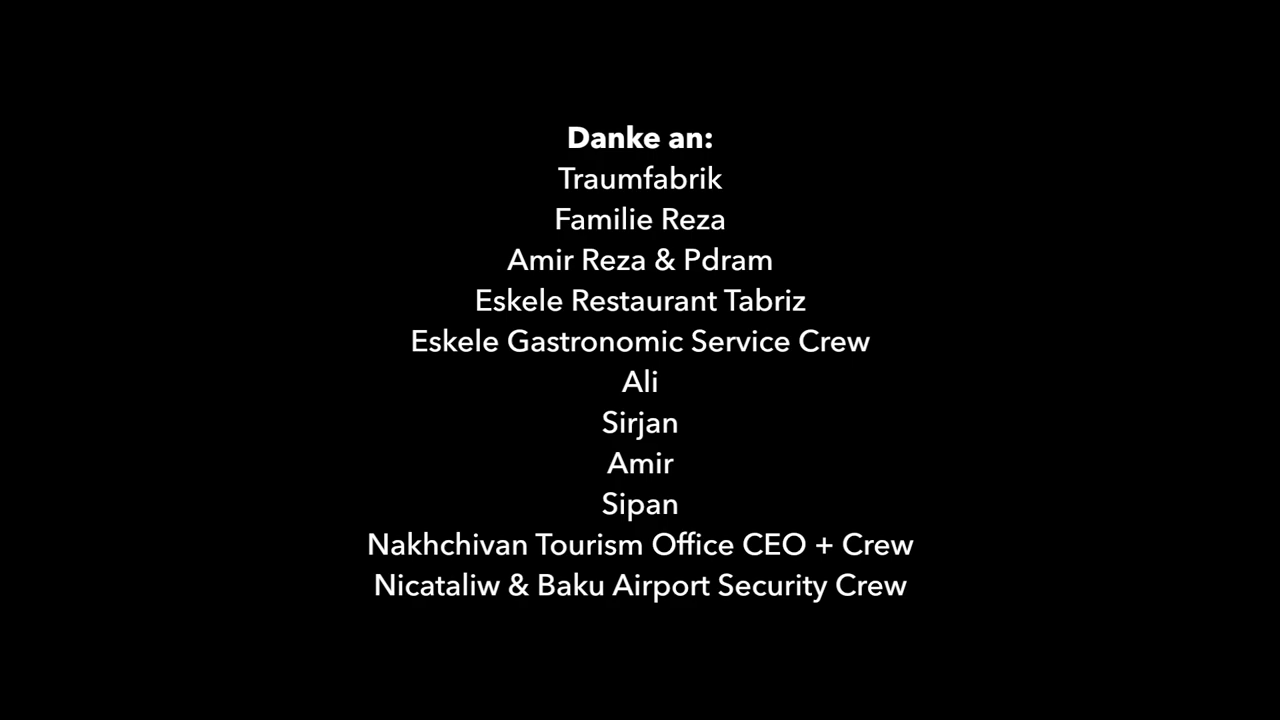 Danke an:
Traumfabrik
Familie Reza
Amir Reza & Pdram
Eskele Restaurant Tabriz
Eskele Gastronomic Service Crew
Ali
Sirjan
Amir
Sipan
Nakhchivan Tourism Office CEO + Crew
Nicataliw & Baku Airport Security Crew